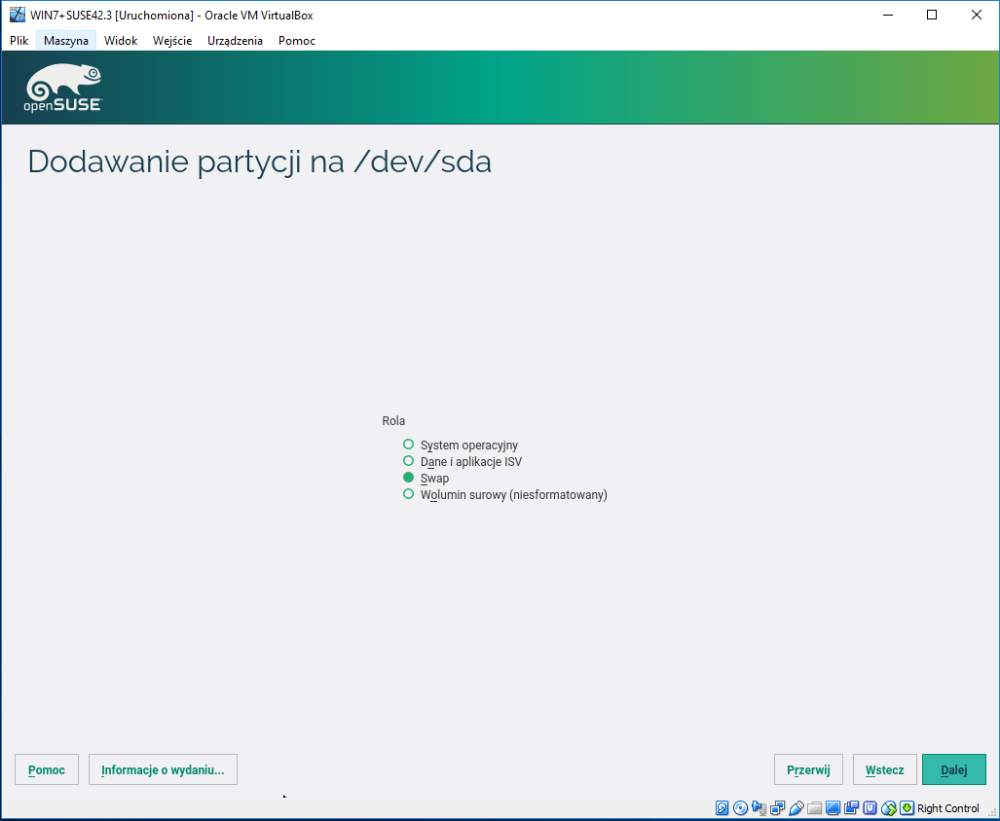 WIN7+SUSE42.3 [Uruchomiona] - Oracle VM VirtualBox
Plik Maszyna Widok Wejście Urządzenia Pomoc
openSUSE
Dodawanie partycji na /dev/sda
Rola
System operacyjny
Dane i aplikacje ISV
Swap
Wolumin surowy (niesformatowany)
Pomoc Informacje o wydaniu... Przerwij Wstecz Dalej
Right Control